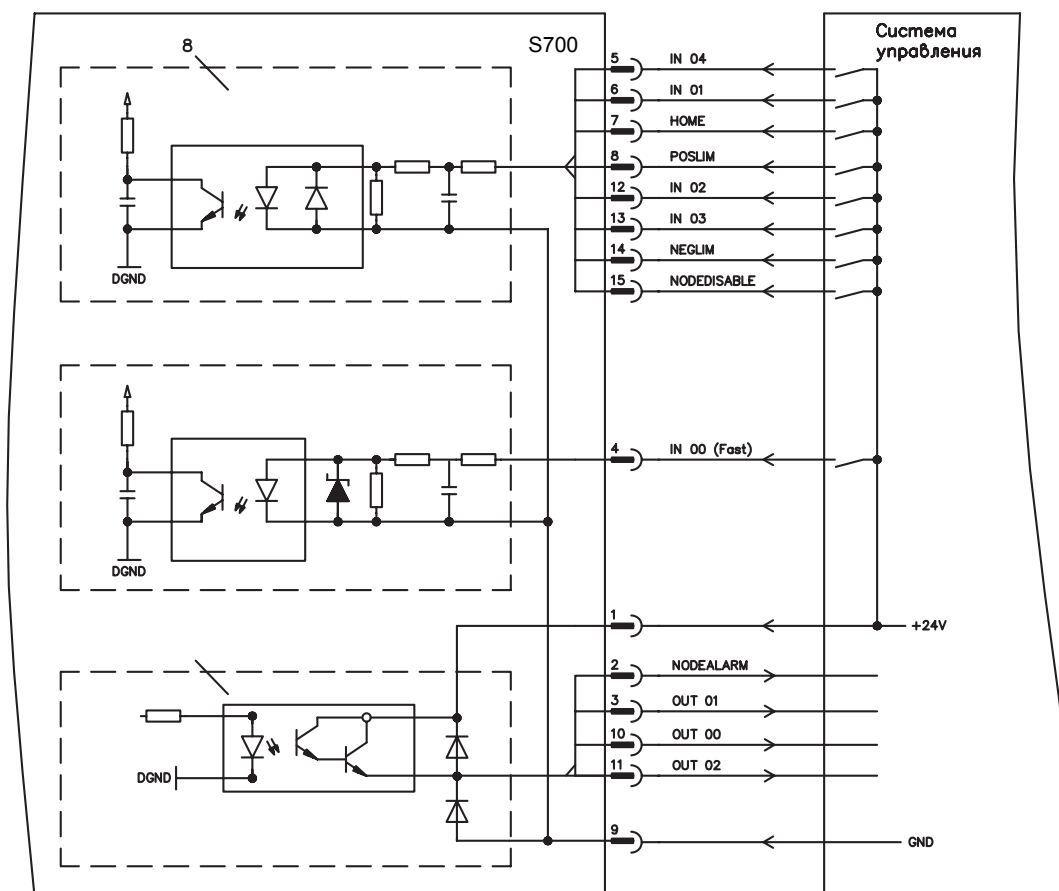 8
S700
Система
управления
5 IN 04
6 IN 01
7 HOME
8 POSLIM
12 IN 02
13 IN 03
14 NEGLIM
15 NODEDISABLE
DGND
4 IN 00 (Fast)
DGND
1 +24V
2 NODEALARM
3 OUT 01
10 OUT 00
11 OUT 02
DGND
9 GND